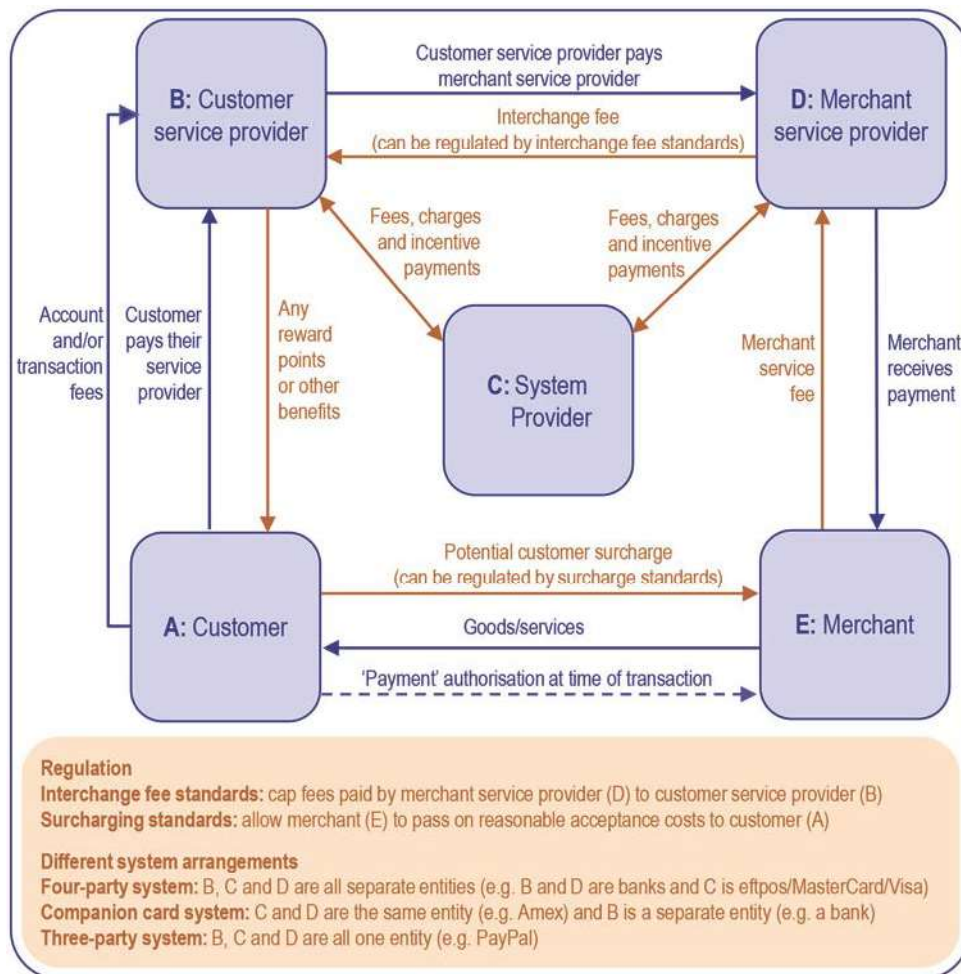 Customer service provider pays
merchant service provider
B: Customer
service provider
D: Merchant
service provider
Interchange fee
(can be regulated by interchange fee standards)
Fees, charges
and incentive
payments
Fees, charges
and incentive
payments
Account
and/or
transaction
fees
Customer
pays their
service
provider
Any
reward
points
or other
benefits
C: System
Provider
Merchant
service
fee
Merchant
receives
payment
Potential customer surcharge
(can be regulated by surcharge standards)
A: Customer
E: Merchant
Goods/services
‘Payment’ authorisation at time of transaction
Regulation
Interchange fee standards: cap fees paid by merchant service provider (D) to customer service provider (B)
Surcharging standards: allow merchant (E) to pass on reasonable acceptance costs to customer (A)
Different system arrangements
Four-party system: B, C and D are all separate entities (e.g. B and D are banks and C is eftpos/MasterCard/Visa)
Companion card system: C and D are the same entity (e.g. Amex) and B is a separate entity (e.g. a bank)
Three-party system: B, C and D are all one entity (e.g. PayPal)